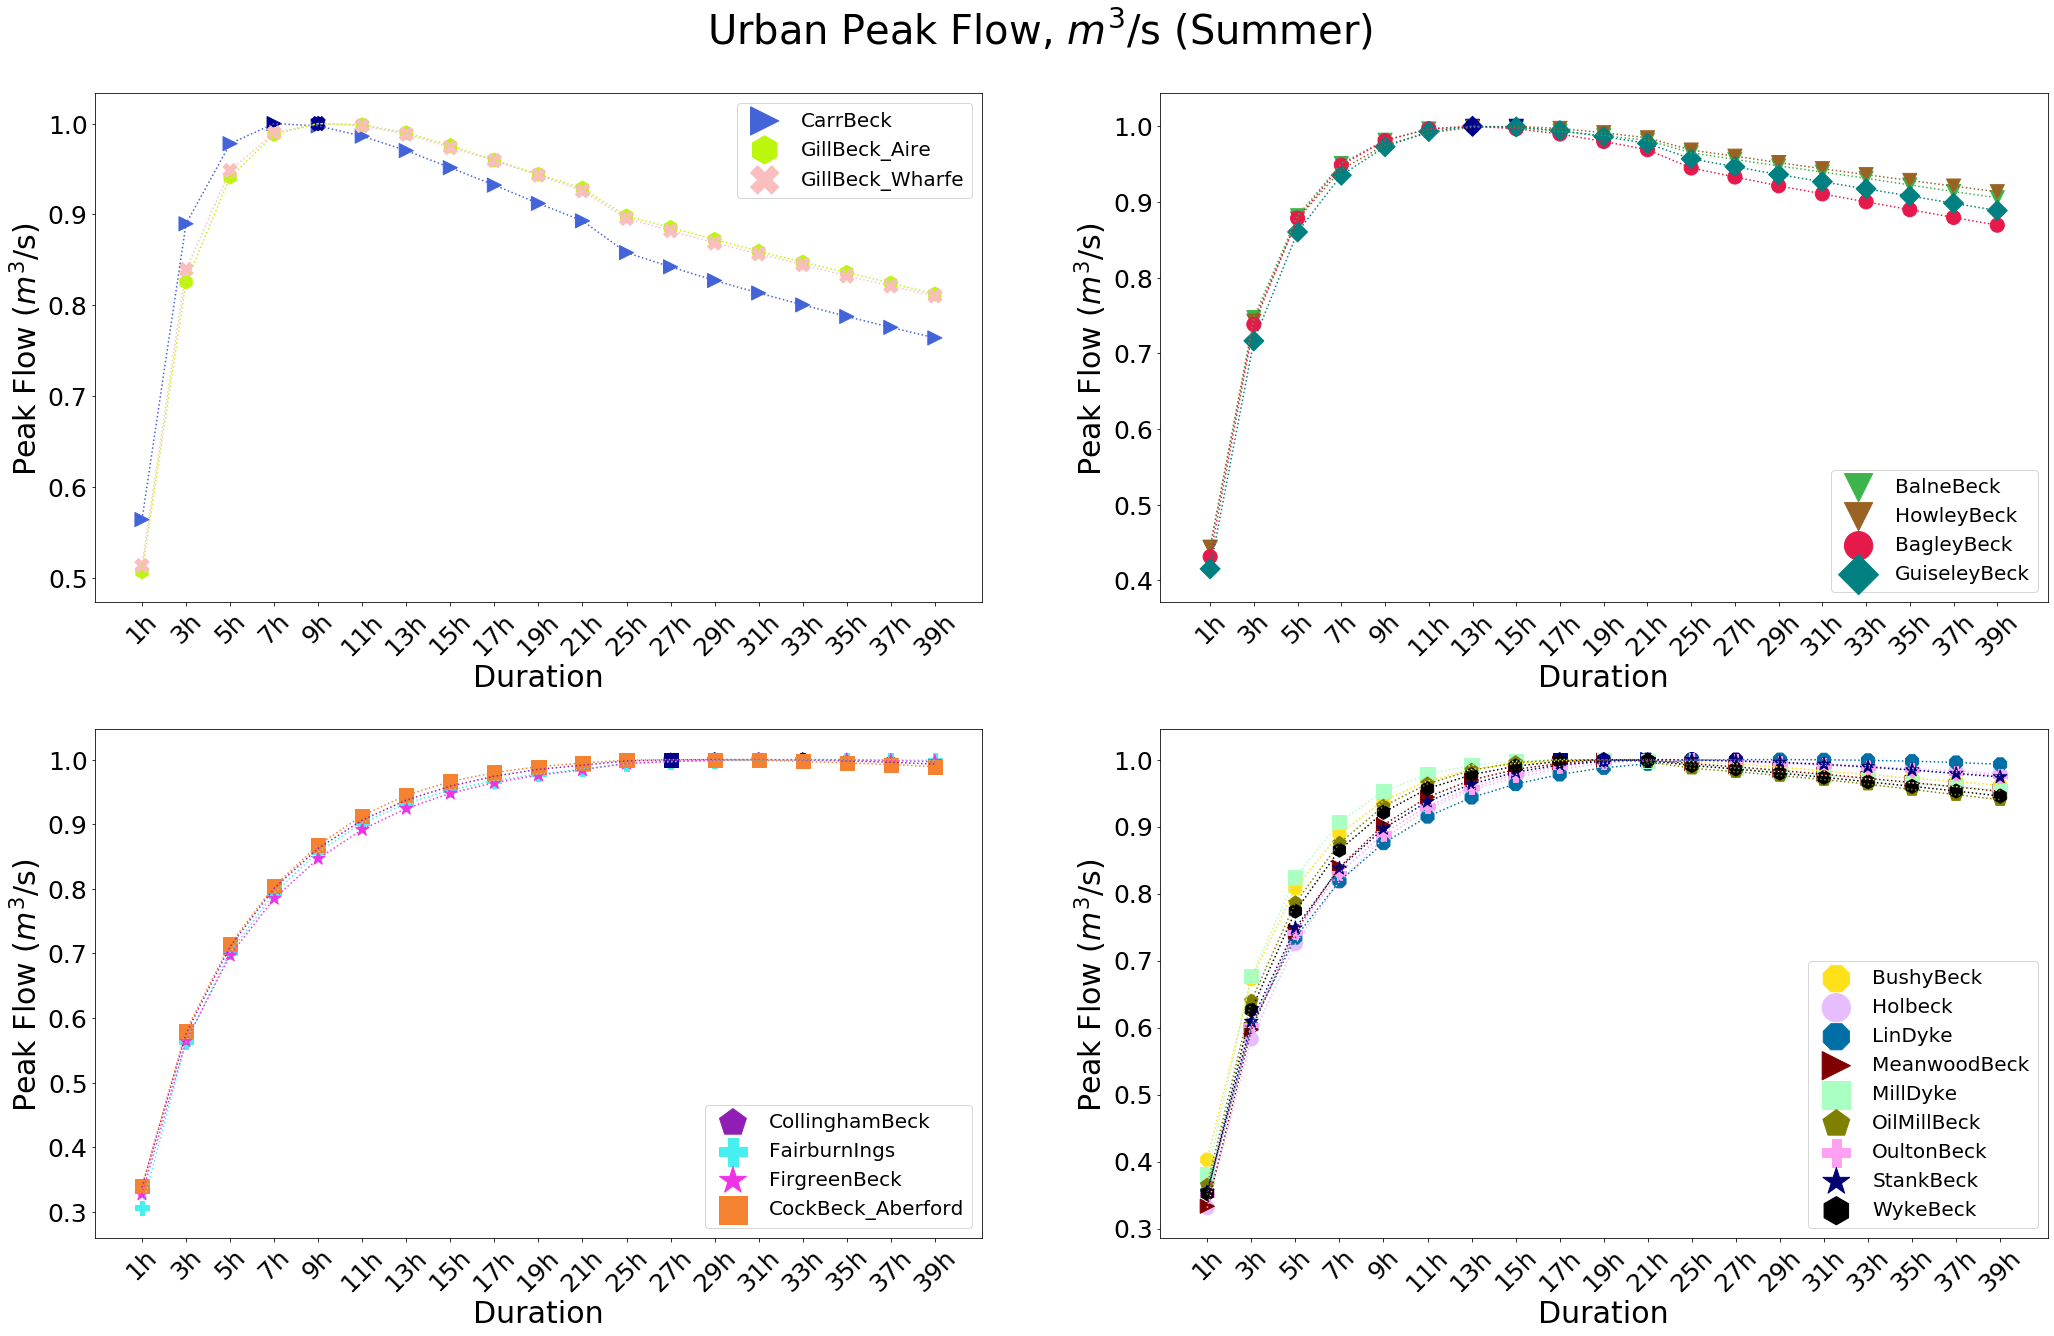 Urban Peak Flow, m³/s (Summer)
Peak Flow (m³/s)
1.0
0.9
0.8
0.7
0.6
0.5
CarrBeck
GillBeck_Aire
GillBeck_Wharfe
1h 3h 5h 7h 9h 11h 13h 15h 17h 19h 21h 25h 27h 29h 31h 33h 35h 37h 39h
Duration
Peak Flow (m³/s)
1.0
0.9
0.8
0.7
0.6
0.5
0.4
BalneBeck
HowleyBeck
BagleyBeck
GuiseleyBeck
1h 3h 5h 7h 9h 11h 13h 15h 17h 19h 21h 25h 27h 29h 31h 33h 35h 37h 39h
Duration
Peak Flow (m³/s)
1.0
0.9
0.8
0.7
0.6
0.5
0.4
0.3
CollinghamBeck
FairburnIngs
FirgreenBeck
CockBeck_Aberford
1h 3h 5h 7h 9h 11h 13h 15h 17h 19h 21h 25h 27h 29h 31h 33h 35h 37h 39h
Duration
Peak Flow (m³/s)
1.0
0.9
0.8
0.7
0.6
0.5
0.4
0.3
BushyBeck
Holbeck
LinDyke
MeanwoodBeck
MillDyke
OilMillBeck
OultonBeck
StankBeck
WykeBeck
1h 3h 5h 7h 9h 11h 13h 15h 17h 19h 21h 25h 27h 29h 31h 33h 35h 37h 39h
Duration